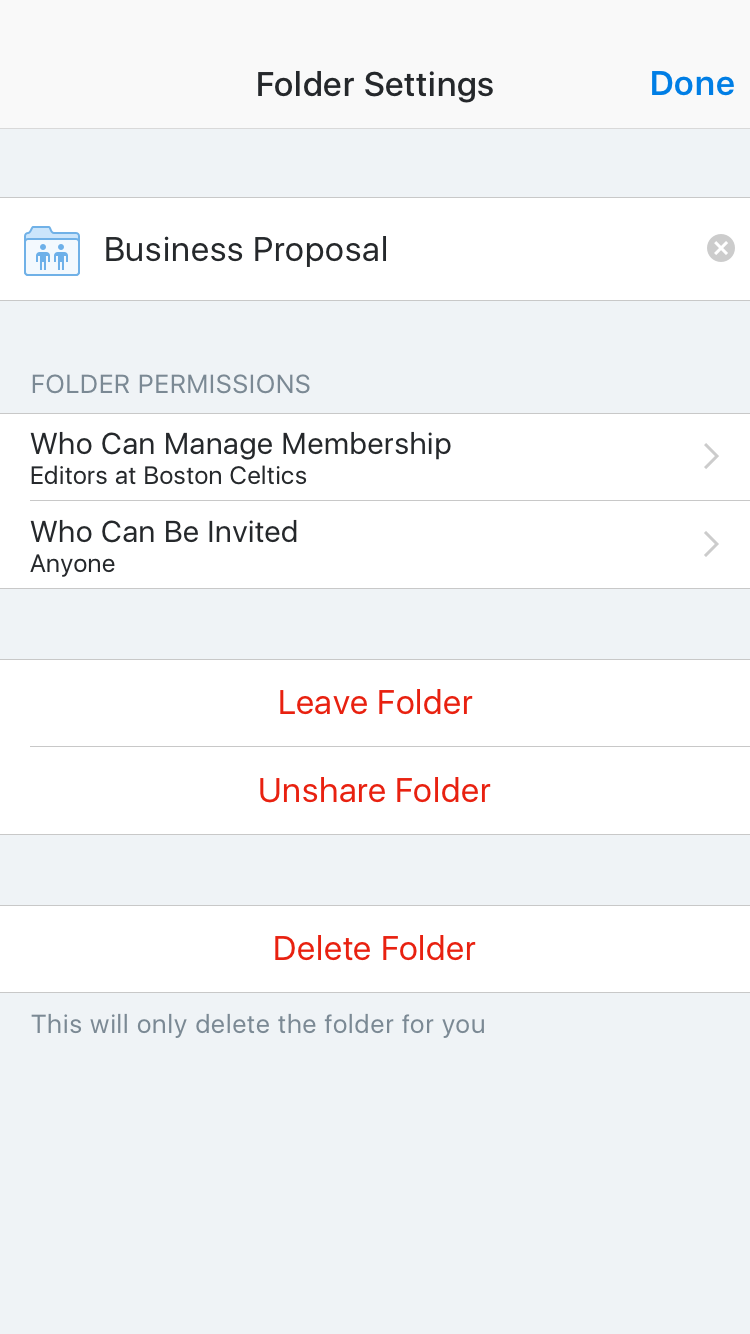 Folder Settings
Done
Business Proposal
FOLDER PERMISSIONS
Who Can Manage Membership
Editors at Boston Celtics
Who Can Be Invited
Anyone
Leave Folder
Unshare Folder
Delete Folder
This will only delete the folder for you